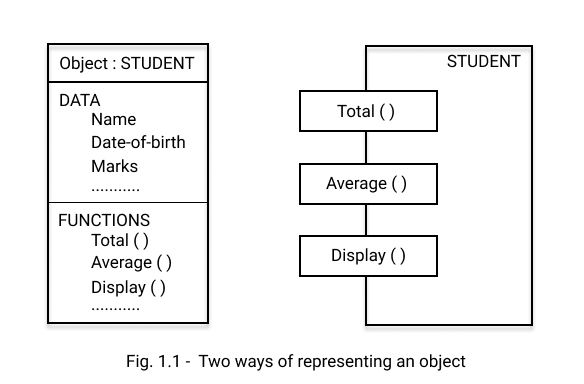 Object : STUDENT
DATA
Name
Date-of-birth
Marks
...........
FUNCTIONS
Total ( )
Average ( )
Display ( )
...........
STUDENT
Total ( )
Average ( )
Display ( )
Fig. 1.1 - Two ways of representing an object